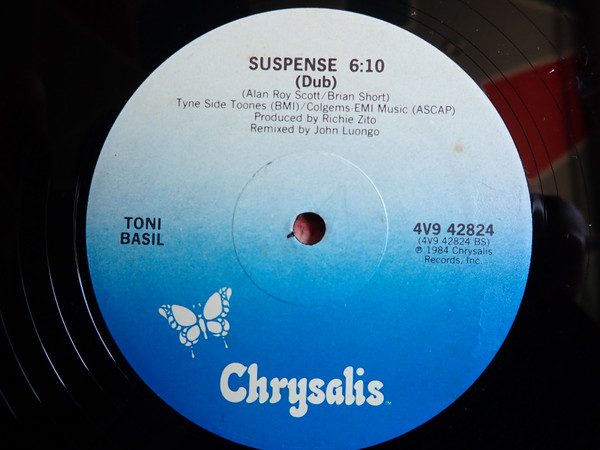 SUSPENSE 6:10
(Dub)
(Alan Roy Scott/Brian Short)
Tyne Side Toones (BMI)/Colgems-EMI Music (ASCAP)
Produced by Richie Zito
Remixed by John Luongo
TONI
BASIL
4V9 42824
(4V9 42824 BS)
℗ 1984 Chrysalis
Records, Inc.
Chrysalis™